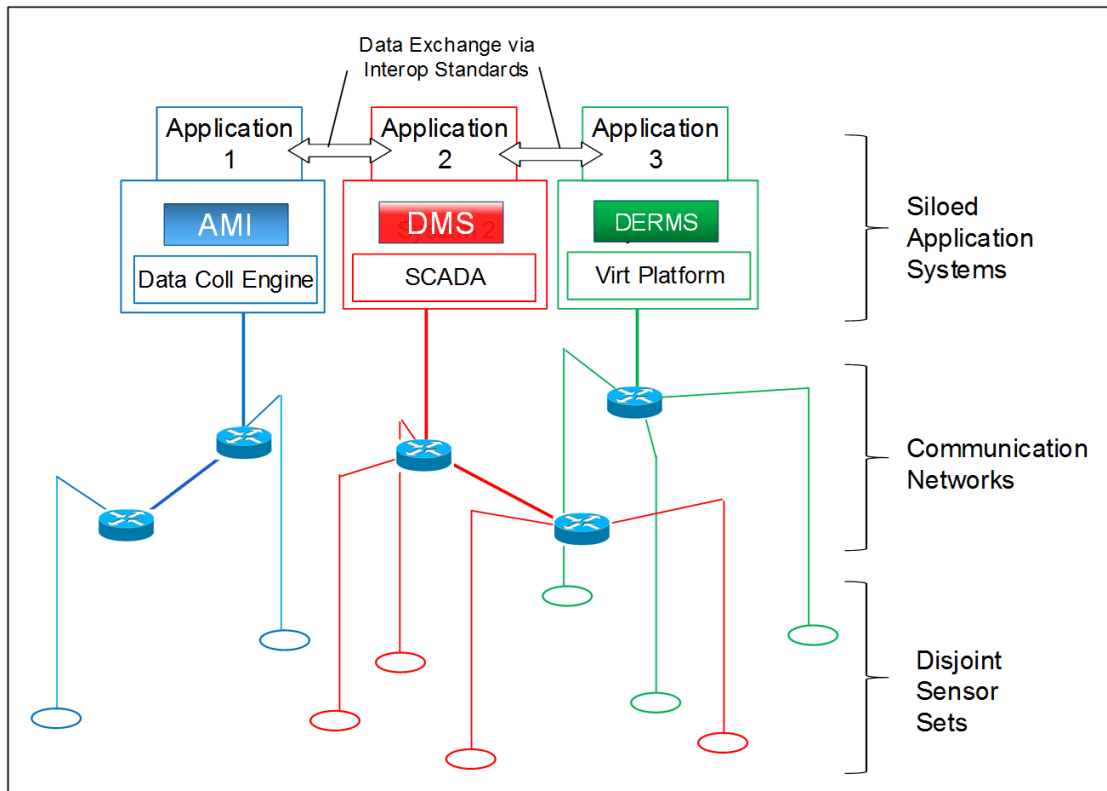 Data Exchange via
Interop Standards
Application
1
Application
2
Application
3
AMI
DMS
DERMS
Data Coll Engine
SCADA
Virt Platform
Siloed
Application
Systems
Communication
Networks
Disjoint
Sensor
Sets